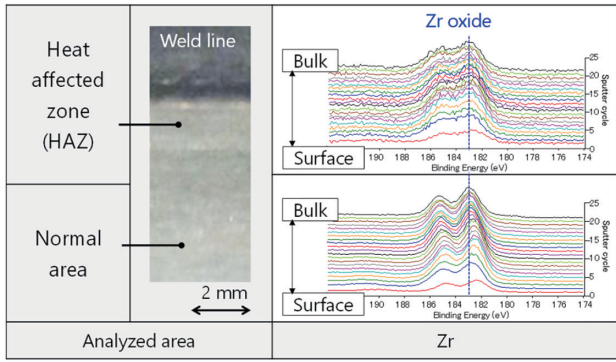 Heat
affected
zone
(HAZ)
Normal
area
Weld line
2 mm
Analyzed area
Zr oxide
Bulk
Surface
25
20
15
10
5
0
Sputter cycle
190 188 186 184 182 180 178 176 174
Binding Energy (eV)
Bulk
Surface
25
20
15
10
5
0
Sputter cycle
190 188 186 184 182 180 178 176 174
Binding Energy (eV)
Zr